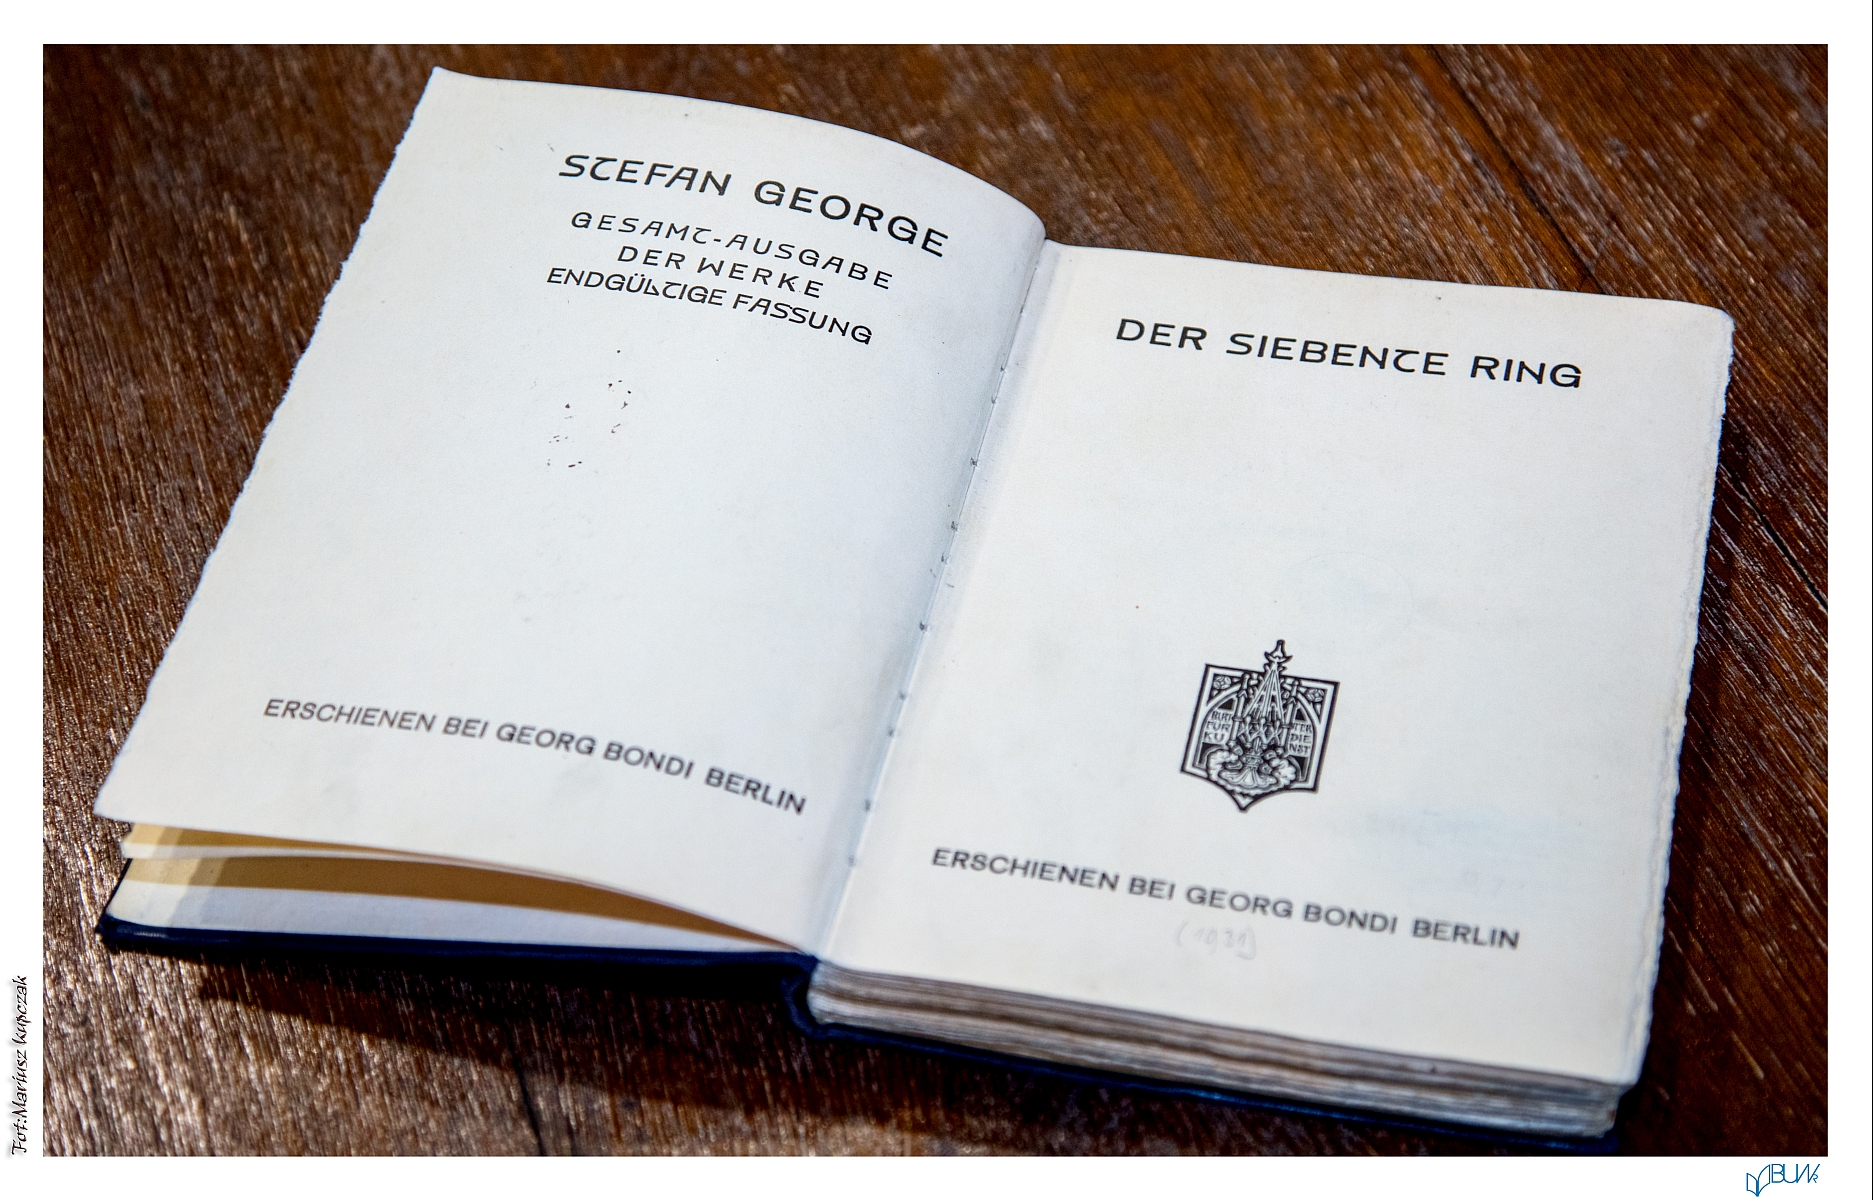 STEFAN GEORGE
GESAMT-AUSGABE
DER WERKE
ENDGÜLTIGE FASSUNG
ERSCHIENEN BEI GEORG BONDI BERLIN
DER SIEBENTE RING
ERSCHIENEN BEI GEORG BONDI BERLIN
(1931)
Fot:Mariusz Kupczak